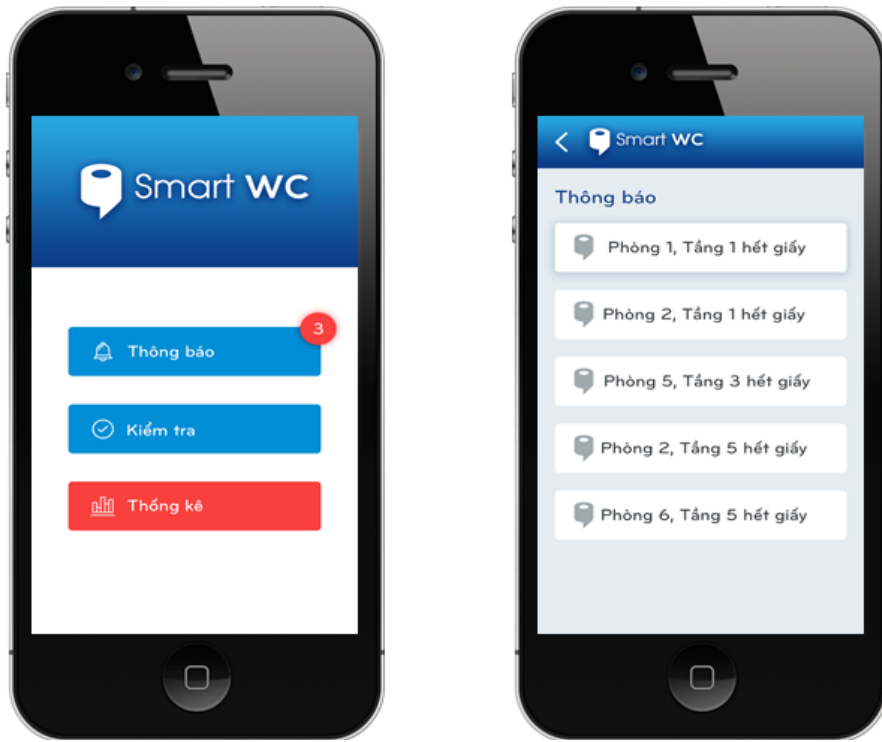 Smart WC
3
Thông báo
Kiểm tra
Thống kê
Smart WC
Thông báo
Phòng 1, Tầng 1 hết giấy
Phòng 2, Tầng 1 hết giấy
Phòng 5, Tầng 3 hết giấy
Phòng 2, Tầng 5 hết giấy
Phòng 6, Tầng 5 hết giấy